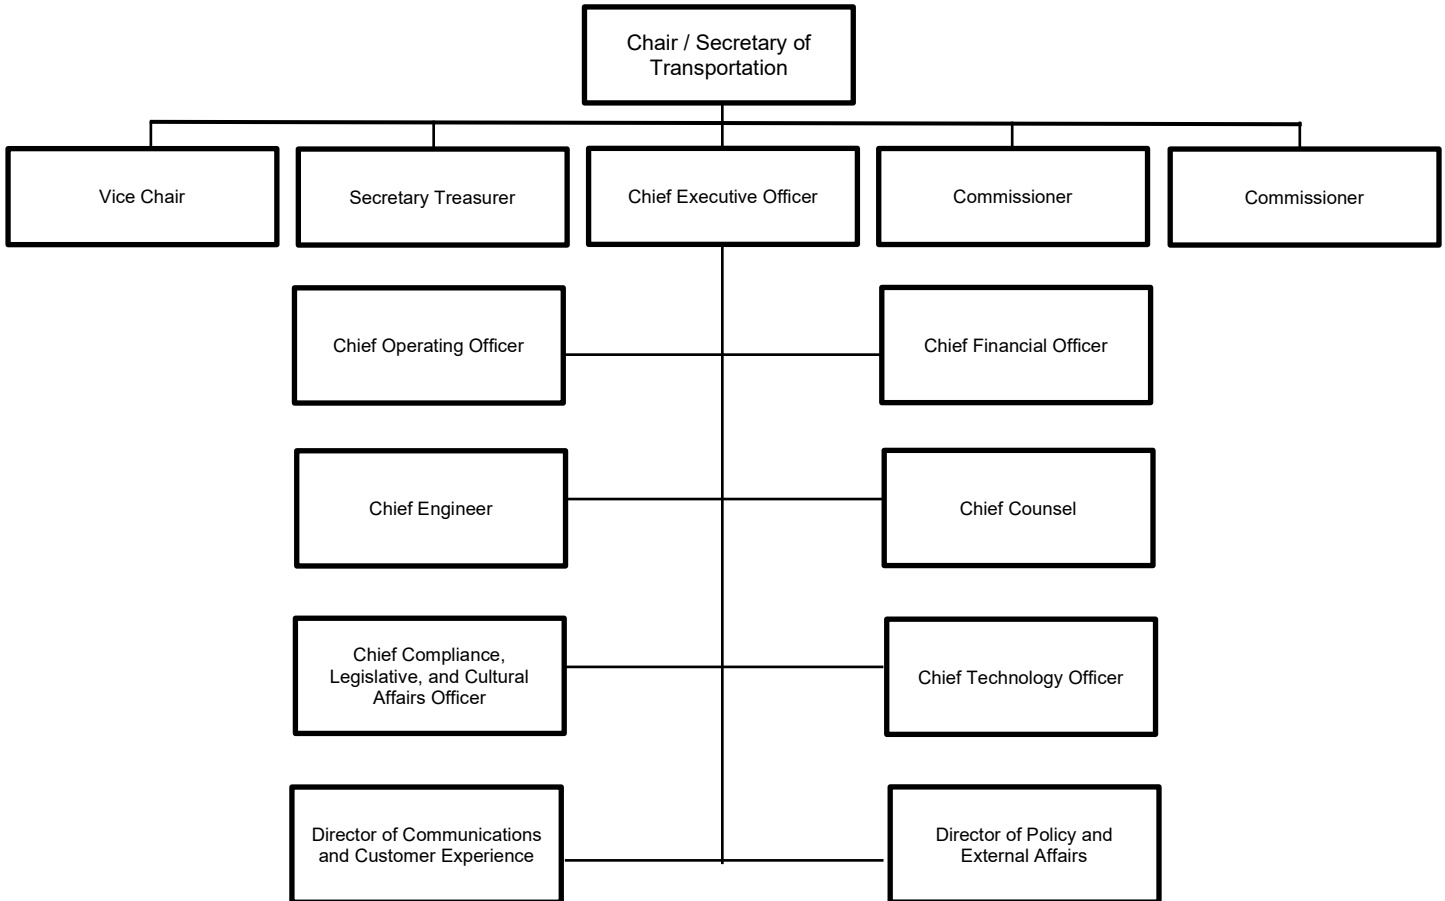 Chair / Secretary of
Transportation
Vice Chair
Secretary Treasurer
Chief Executive Officer
Commissioner
Commissioner
Chief Operating Officer
Chief Financial Officer
Chief Engineer
Chief Counsel
Chief Compliance,
Legislative, and Cultural
Affairs Officer
Chief Technology Officer
Director of Communications
and Customer Experience
Director of Policy and
External Affairs